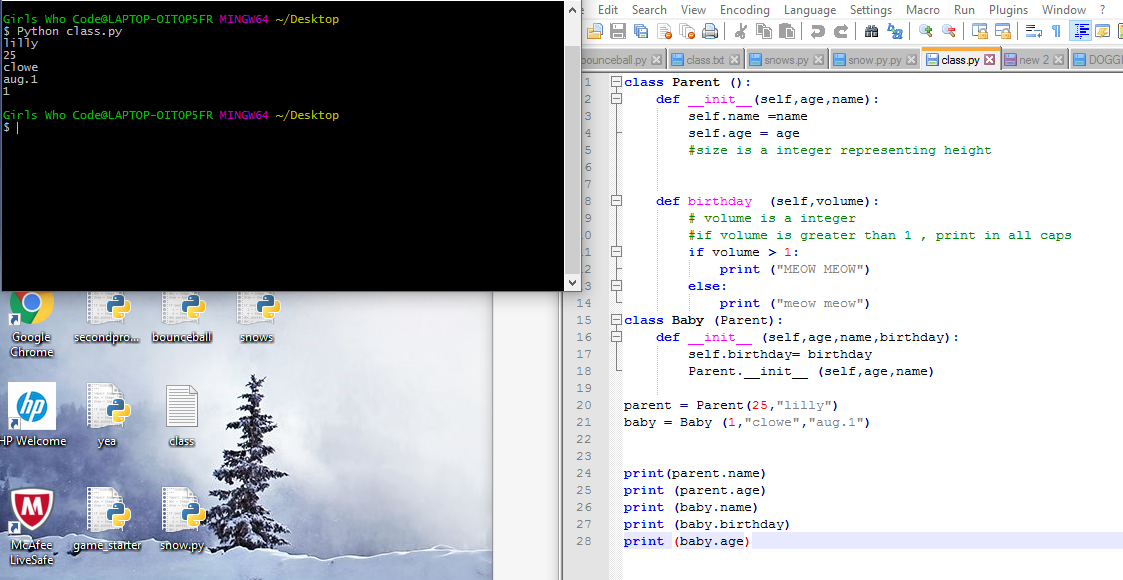 Girls Who Code@LAPTOP-OITOP5FR MINGW64 ~/Desktop
$ Python class.py
lilly
25
clowe
aug.1
1
Girls Who Code@LAPTOP-OITOP5FR MINGW64 ~/Desktop
$
Google Chrome
secondpro...
bounceball
snows
HP Welcome
yea
class
McAfee LiveSafe
game_starter
snow.py
Edit Search View Encoding Language Settings Macro Run Plugins Window ?
bounceball.py class.txt snows.py snow.py.py class.py new 2 DOGGI
1 class Parent ():
2 def __init__(self,age,name):
3 self.name =name
4 self.age = age
5 #size is a integer representing height
6
7
8 def birthday (self,volume):
9 # volume is a integer
0 #if volume is greater than 1 , print in all caps
1 if volume > 1:
2 print ("MEOW MEOW")
3 else:
14 print ("meow meow")
15 class Baby (Parent):
16 def __init__ (self,age,name,birthday):
17 self.birthday= birthday
18 Parent.__init__ (self,age,name)
19
20 parent = Parent(25,"lilly")
21 baby = Baby (1,"clowe","aug.1")
22
23
24 print(parent.name)
25 print (parent.age)
26 print (baby.name)
27 print (baby.birthday)
28 print (baby.age)